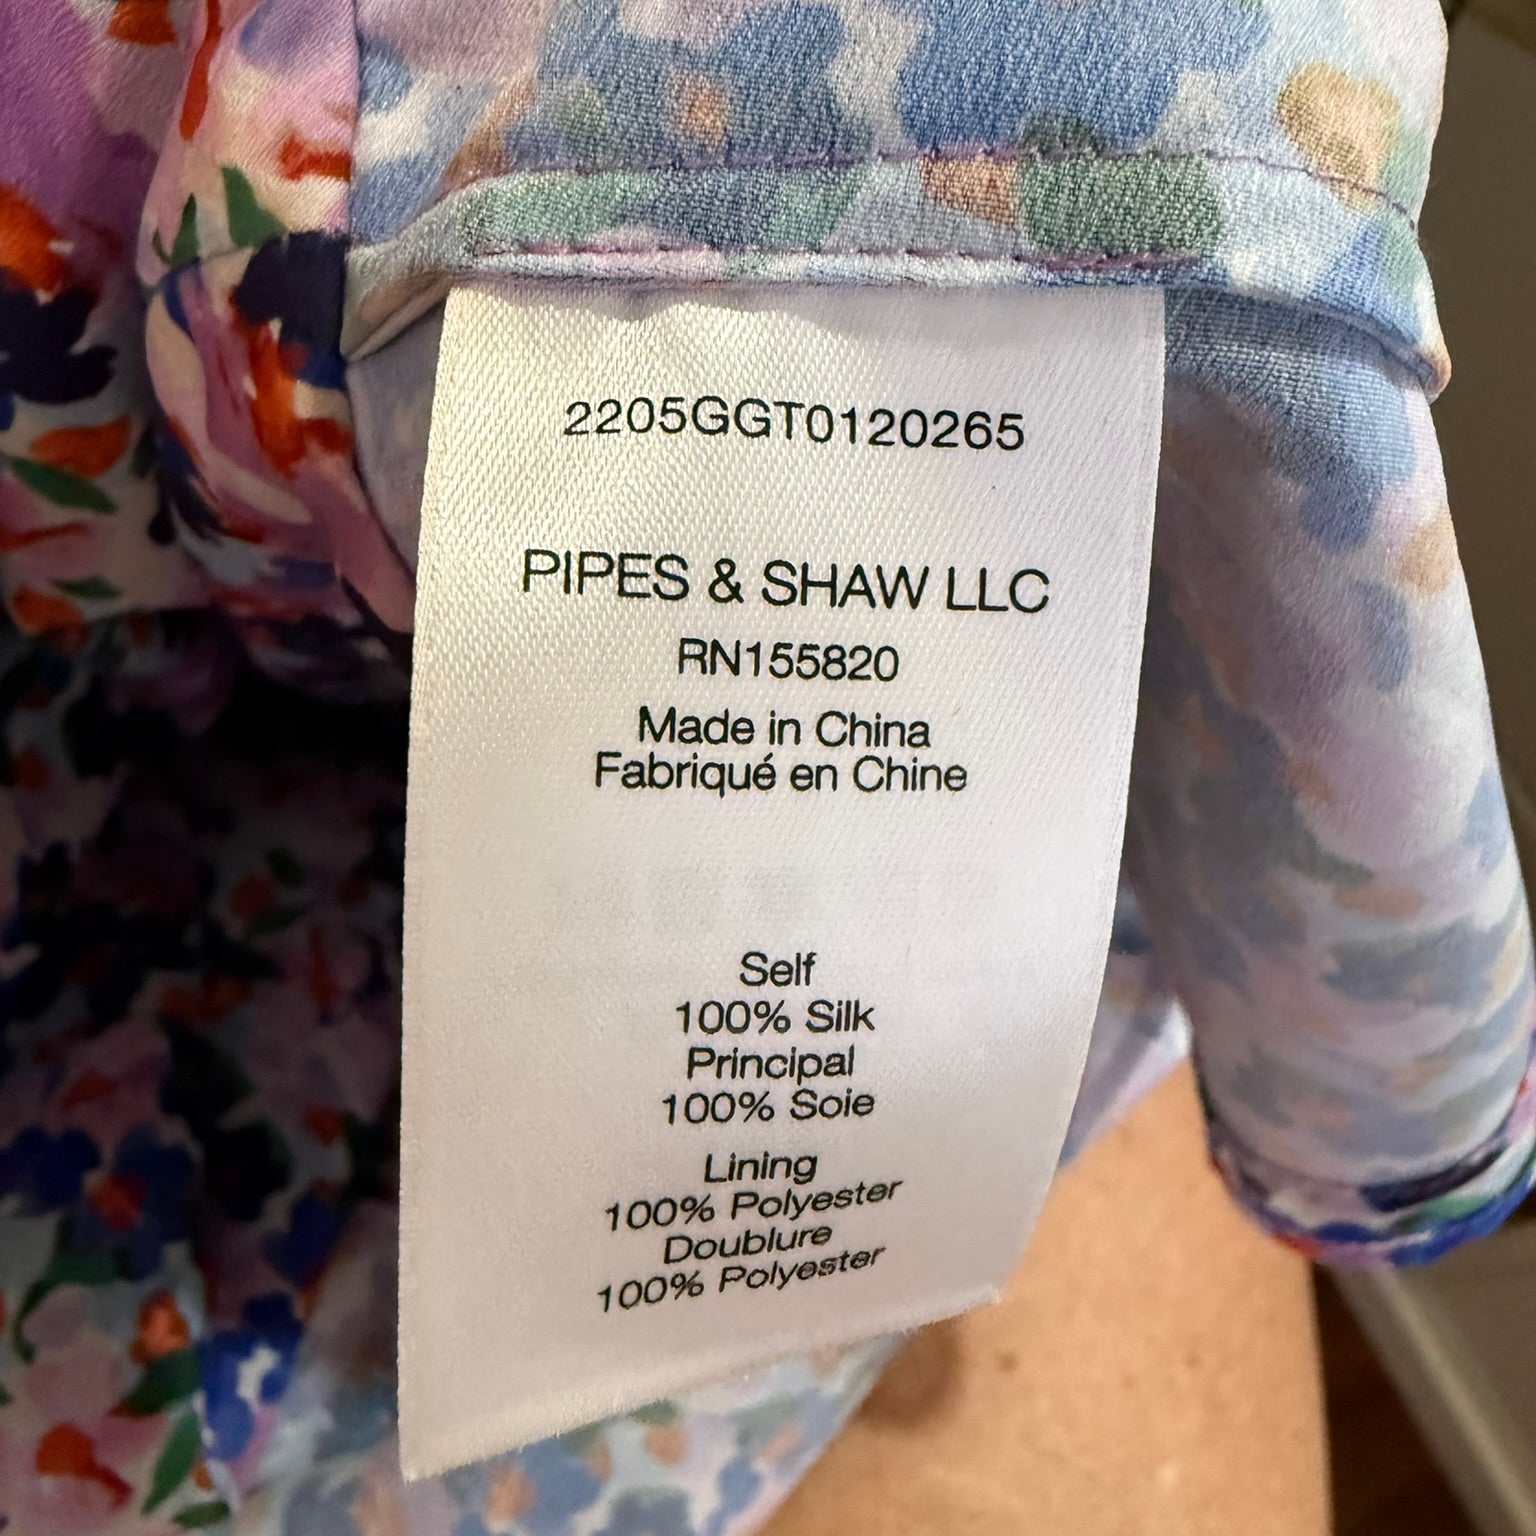 2205GGT0120265
PIPES & SHAW LLC
RN155820
Made in China
Fabriqué en Chine
Self
100% Silk
Principal
100% Soie
Lining
100% Polyester
Doublure
100% Polyester